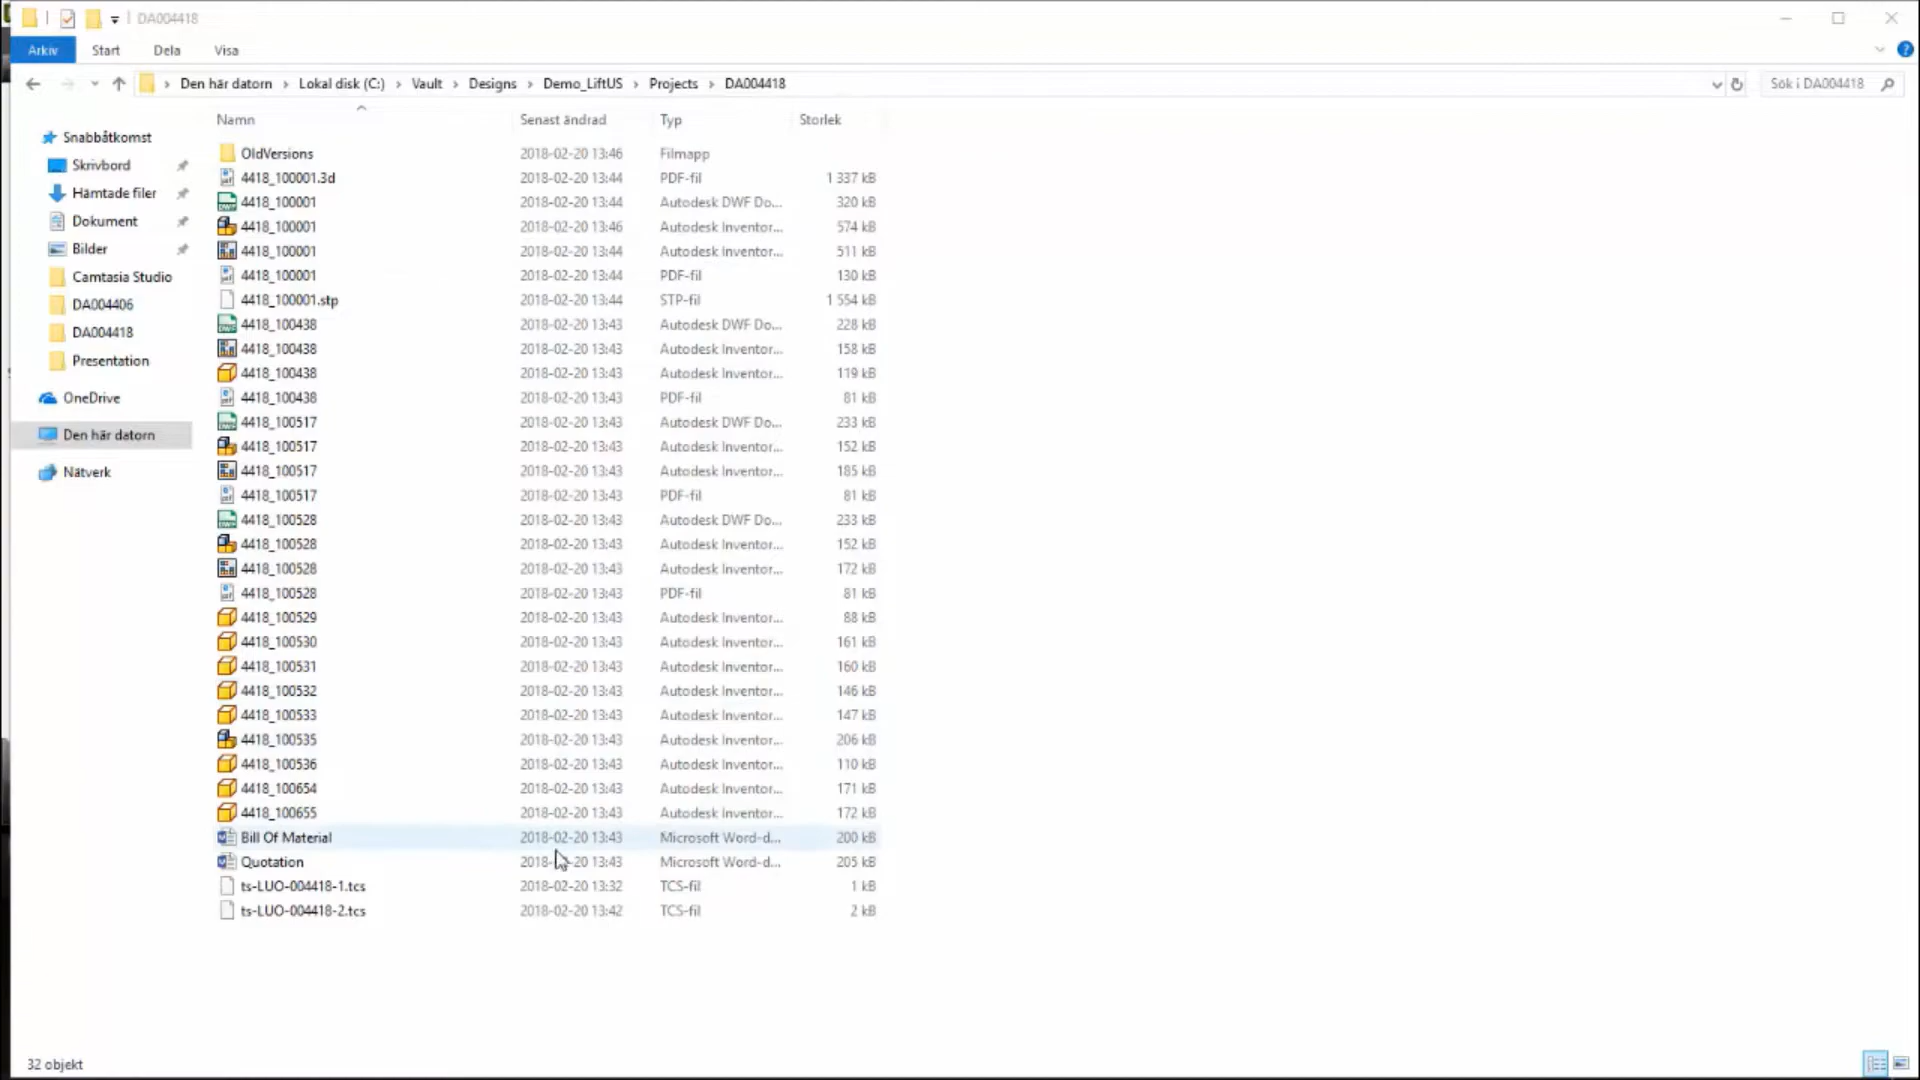 DA004418
Arkiv Start Dela Visa
Den här datorn Lokal disk (C:) Vault Designs Demo_LiftUS Projects DA004418 Sök i DA004418
Namn Senast ändrad Typ Storlek
Snabbåtkomst
Skrivbord
Hämtade filer
Dokument
Bilder
Camtasia Studio
DA004406
DA004418
Presentation
OneDrive
Den här datorn
Nätverk
OldVersions 2018-02-20 13:46 Filmapp
4418_100001.3d 2018-02-20 13:44 PDF-fil 1 337 kB
4418_100001 2018-02-20 13:44 Autodesk DWF Do... 320 kB
4418_100001 2018-02-20 13:46 Autodesk Inventor... 574 kB
4418_100001 2018-02-20 13:44 Autodesk Inventor... 511 kB
4418_100001 2018-02-20 13:44 PDF-fil 130 kB
4418_100001.stp 2018-02-20 13:44 STP-fil 1 554 kB
4418_100438 2018-02-20 13:43 Autodesk DWF Do... 228 kB
4418_100438 2018-02-20 13:43 Autodesk Inventor... 158 kB
4418_100438 2018-02-20 13:43 Autodesk Inventor... 119 kB
4418_100438 2018-02-20 13:43 PDF-fil 81 kB
4418_100517 2018-02-20 13:43 Autodesk DWF Do... 233 kB
4418_100517 2018-02-20 13:43 Autodesk Inventor... 152 kB
4418_100517 2018-02-20 13:43 Autodesk Inventor... 185 kB
4418_100517 2018-02-20 13:43 PDF-fil 81 kB
4418_100528 2018-02-20 13:43 Autodesk DWF Do... 233 kB
4418_100528 2018-02-20 13:43 Autodesk Inventor... 152 kB
4418_100528 2018-02-20 13:43 Autodesk Inventor... 172 kB
4418_100528 2018-02-20 13:43 PDF-fil 81 kB
4418_100529 2018-02-20 13:43 Autodesk Inventor... 88 kB
4418_100530 2018-02-20 13:43 Autodesk Inventor... 161 kB
4418_100531 2018-02-20 13:43 Autodesk Inventor... 160 kB
4418_100532 2018-02-20 13:43 Autodesk Inventor... 146 kB
4418_100533 2018-02-20 13:43 Autodesk Inventor... 147 kB
4418_100535 2018-02-20 13:43 Autodesk Inventor... 206 kB
4418_100536 2018-02-20 13:43 Autodesk Inventor... 110 kB
4418_100654 2018-02-20 13:43 Autodesk Inventor... 171 kB
4418_100655 2018-02-20 13:43 Autodesk Inventor... 172 kB
Bill Of Material 2018-02-20 13:43 Microsoft Word-d... 200 kB
Quotation 2018-02-20 13:43 Microsoft Word-d... 205 kB
ts-LUO-004418-1.tcs 2018-02-20 13:32 TCS-fil 1 kB
ts-LUO-004418-2.tcs 2018-02-20 13:42 TCS-fil 2 kB
32 objekt